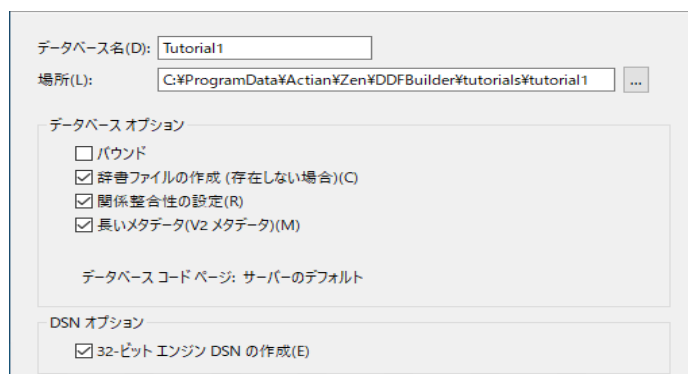 データベース名(D): Tutorial1
場所(L): C:¥ProgramData¥Actian¥Zen¥DDFBuilder¥tutorials¥tutorial1 ...
データベース オプション
バウンド
辞書ファイルの作成 (存在しない場合)(C)
関係整合性の設定(R)
長いメタデータ(V2 メタデータ)(M)
データベース コード ページ: サーバーのデフォルト
DSN オプション
32-ビット エンジン DSN の作成(E)